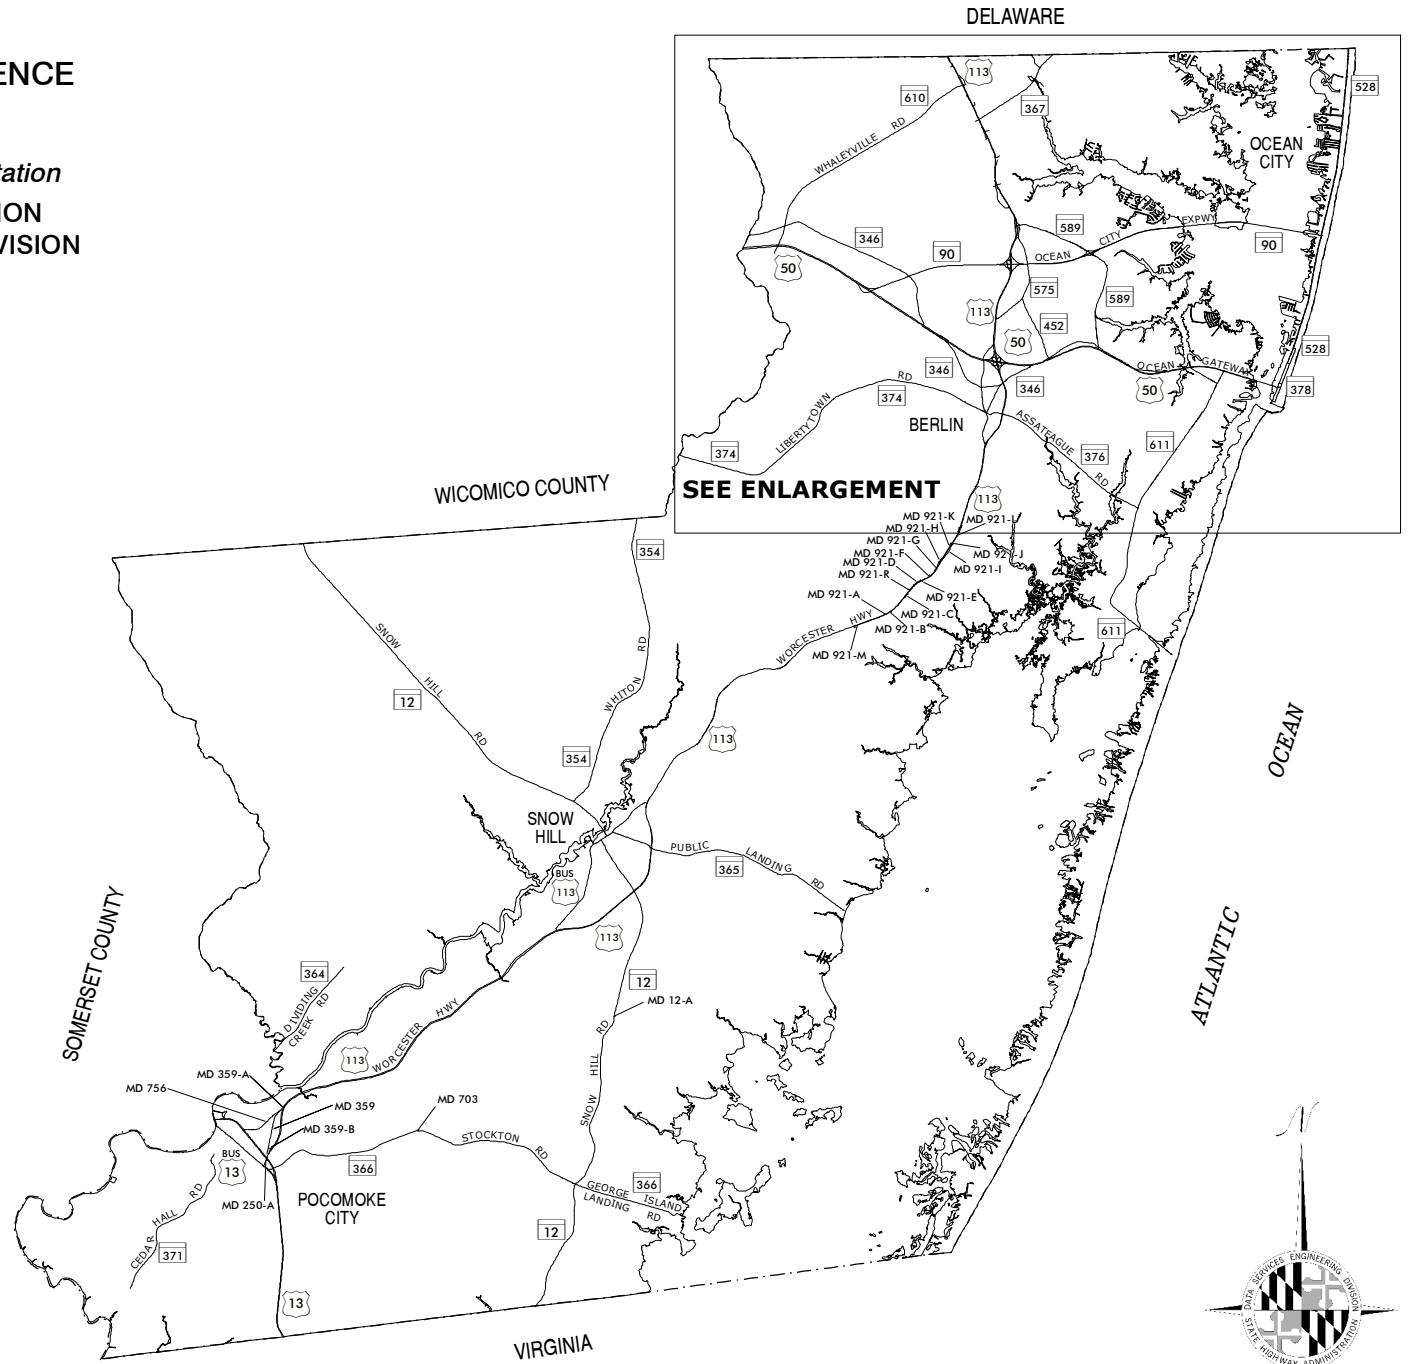 DELAWARE
ENCE
tation
ION
VISION
113
610
367
528
WHALEYVILLE RD
OCEAN
CITY
346
90
589
OCEAN CITY EXPWY
90
50
575
589
113
50
452
528
346
346
OCEAN GATEWAY
50
378
374
LIBERTYTOWN RD
BERLIN
ASSATEAGUE RD
376
611
374
WICOMICO COUNTY
SEE ENLARGEMENT
113
MD 921-K
MD 921-L
MD 921-H
MD 921-G
MD 921-F
MD 921-J
MD 921-D
MD 921-I
MD 921-R
MD 921-A
MD 921-E
MD 921-C
MD 921-B
MD 921-M
WORCESTER HWY
354
611
SNOW HILL RD
12
WHITON RD
354
113
OCEAN
SNOW
HILL
PUBLIC LANDING RD
365
BUS
113
113
SOMERSET COUNTY
ATLANTIC
364
DIVIDING
CREEK RD
12
MD 12-A
WORCESTER HWY
113
SNOW HILL RD
MD 359-A
MD 756
MD 359
MD 703
MD 359-B
STOCKTON RD
366
BUS
13
MD 250-A
POCOMOKE
CITY
GEORGE ISLAND
LANDING RD
366
CEDAR HALL RD
371
12
13
VIRGINIA
DATA SERVICES ENGINEERING DIVISION
STATE HIGHWAY ADMINISTRATION